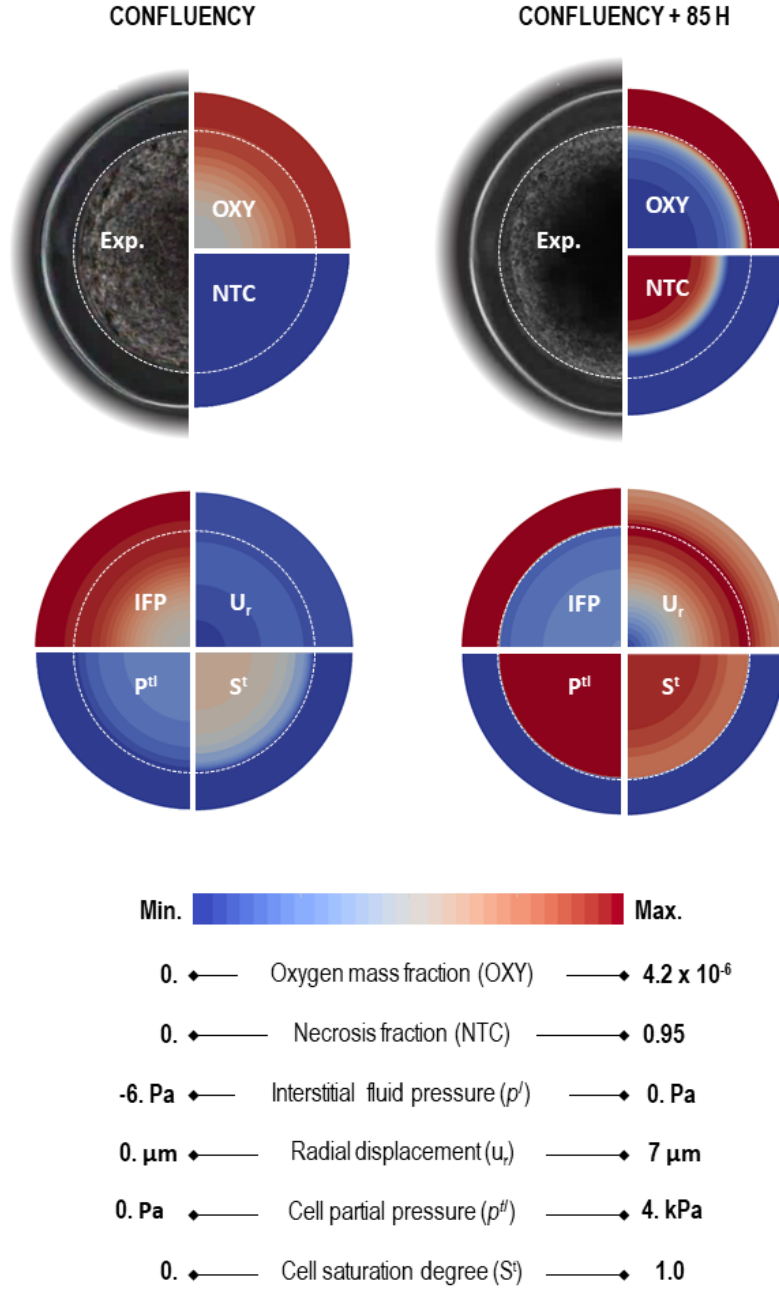 CONFLUENCY
CONFLUENCY + 85 H
OXY
Exp.
NTC
OXY
Exp.
NTC
IFP
Uᵣ
Pᵗˡ
Sᵗ
IFP
Uᵣ
Pᵗˡ
Sᵗ
Min. Max.
0. Oxygen mass fraction (OXY) 4.2 x 10⁻⁶
0. Necrosis fraction (NTC) 0.95
-6. Pa Interstitial fluid pressure (pˡ) 0. Pa
0. μm Radial displacement (uᵣ) 7 μm
0. Pa Cell partial pressure (pᵗˡ) 4. kPa
0. Cell saturation degree (Sᵗ) 1.0